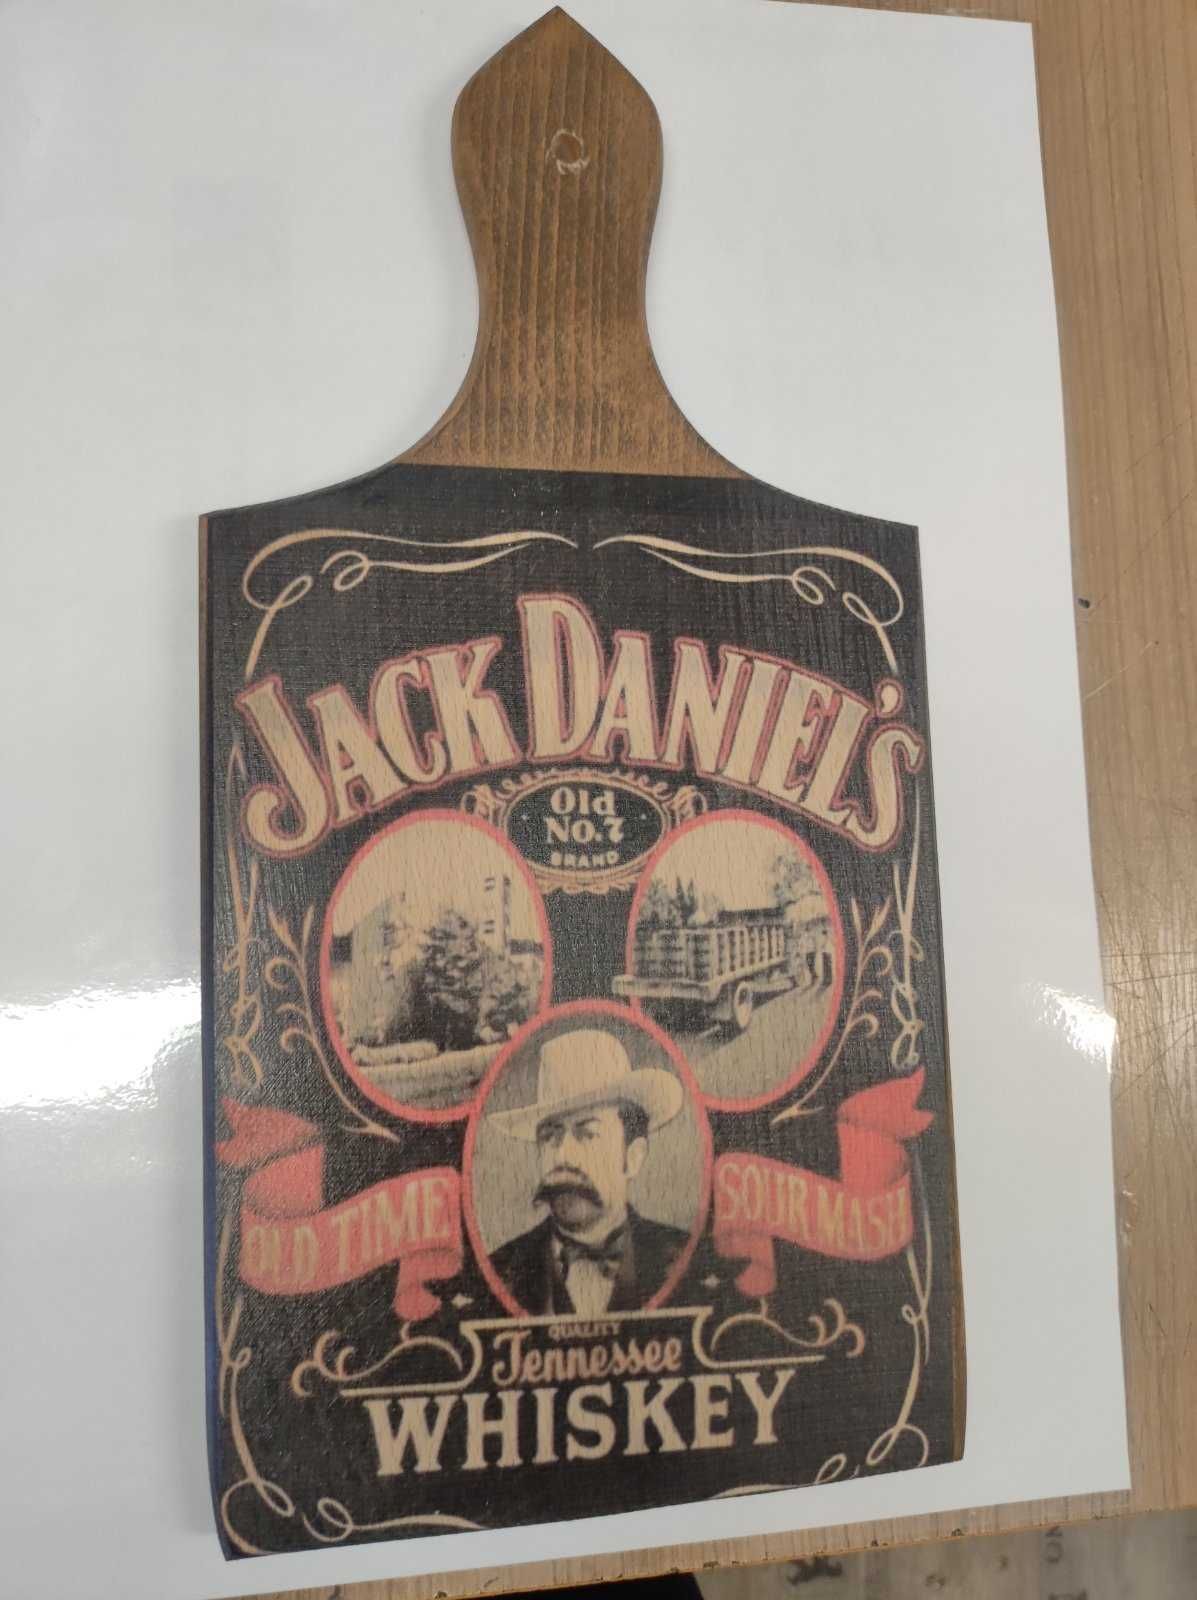 JACK DANIEL'S
Old
No.7
BRAND
OLD TIME
SOUR MASH
QUALITY
Tennessee
WHISKEY